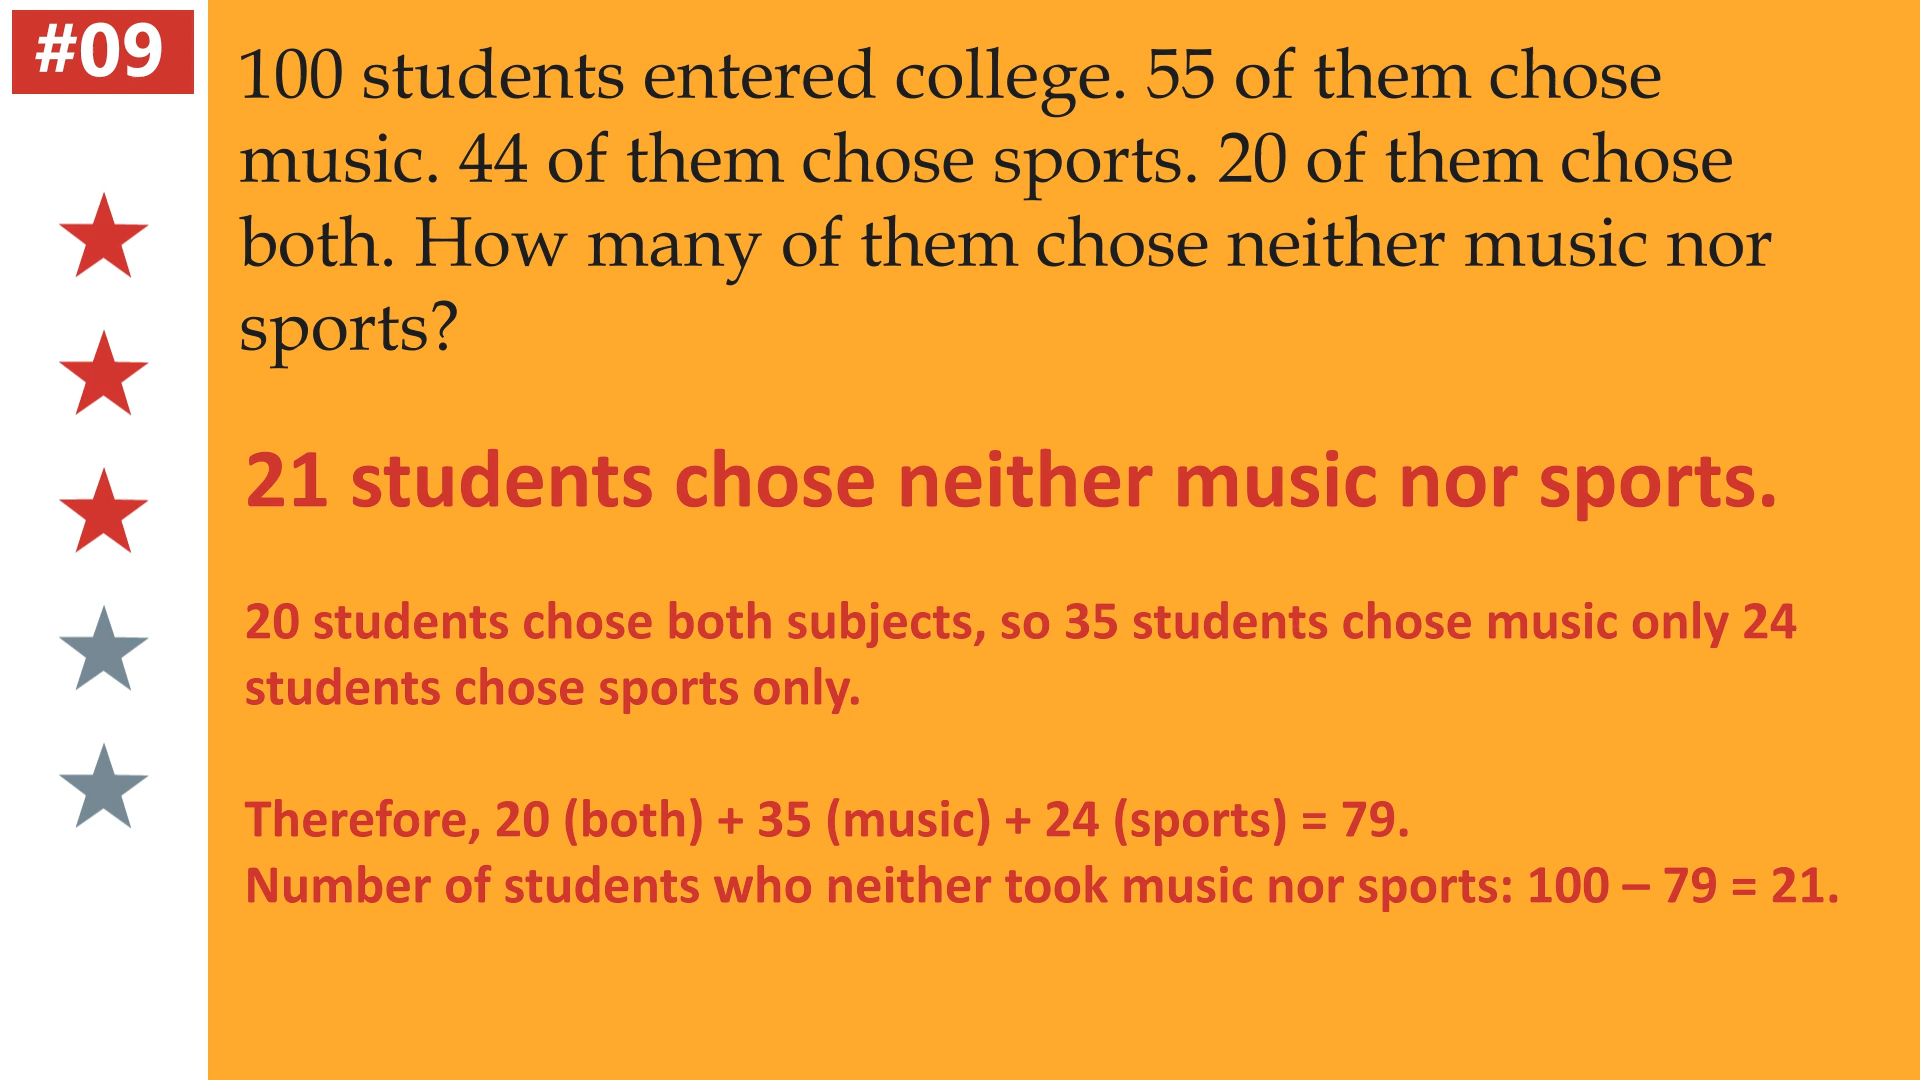 #09
100 students entered college. 55 of them chose
music. 44 of them chose sports. 20 of them chose
both. How many of them chose neither music nor
sports?
21 students chose neither music nor sports.
20 students chose both subjects, so 35 students chose music only 24
students chose sports only.
Therefore, 20 (both) + 35 (music) + 24 (sports) = 79.
Number of students who neither took music nor sports: 100 – 79 = 21.